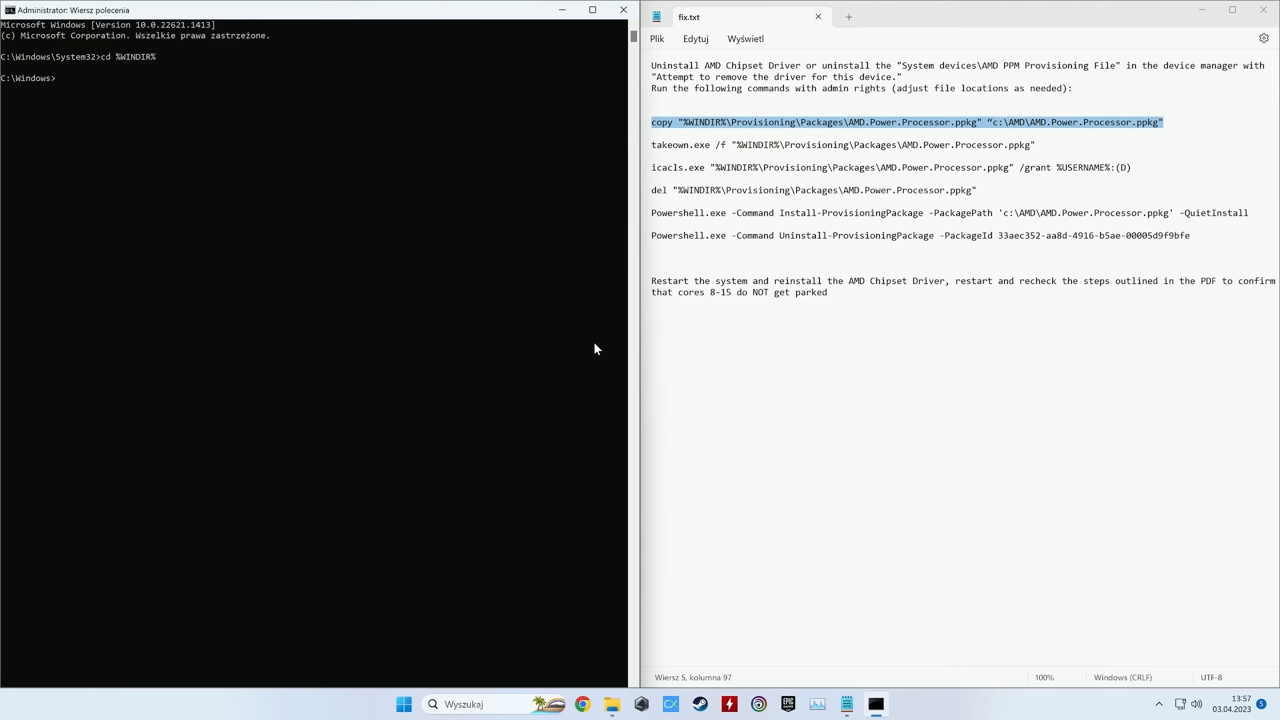 Administrator: Wiersz polecenia
Microsoft Windows [Version 10.0.22621.1413]
(c) Microsoft Corporation. Wszelkie prawa zastrzeżone.
C:\Windows\System32>cd %WINDIR%
C:\Windows>
fix.txt
Plik Edytuj Wyświetl
Uninstall AMD Chipset Driver or uninstall the "System devices\AMD PPM Provisioning File" in the device manager with
"Attempt to remove the driver for this device."
Run the following commands with admin rights (adjust file locations as needed):
copy "%WINDIR%\Provisioning\Packages\AMD.Power.Processor.ppkg" “c:\AMD\AMD.Power.Processor.ppkg"
takeown.exe /f "%WINDIR%\Provisioning\Packages\AMD.Power.Processor.ppkg"
icacls.exe "%WINDIR%\Provisioning\Packages\AMD.Power.Processor.ppkg" /grant %USERNAME%:(D)
del "%WINDIR%\Provisioning\Packages\AMD.Power.Processor.ppkg"
Powershell.exe -Command Install-ProvisioningPackage -PackagePath 'c:\AMD\AMD.Power.Processor.ppkg' -QuietInstall
Powershell.exe -Command Uninstall-ProvisioningPackage -PackageId 33aec352-aa8d-4916-b5ae-00005d9f9bfe
Restart the system and reinstall the AMD Chipset Driver, restart and recheck the steps outlined in the PDF to confirm
that cores 8-15 do NOT get parked
Wiersz 5, kolumna 97 100% Windows (CRLF) UTF-8
Wyszukaj
EPIC GAMES
13:57
03.04.2023
5